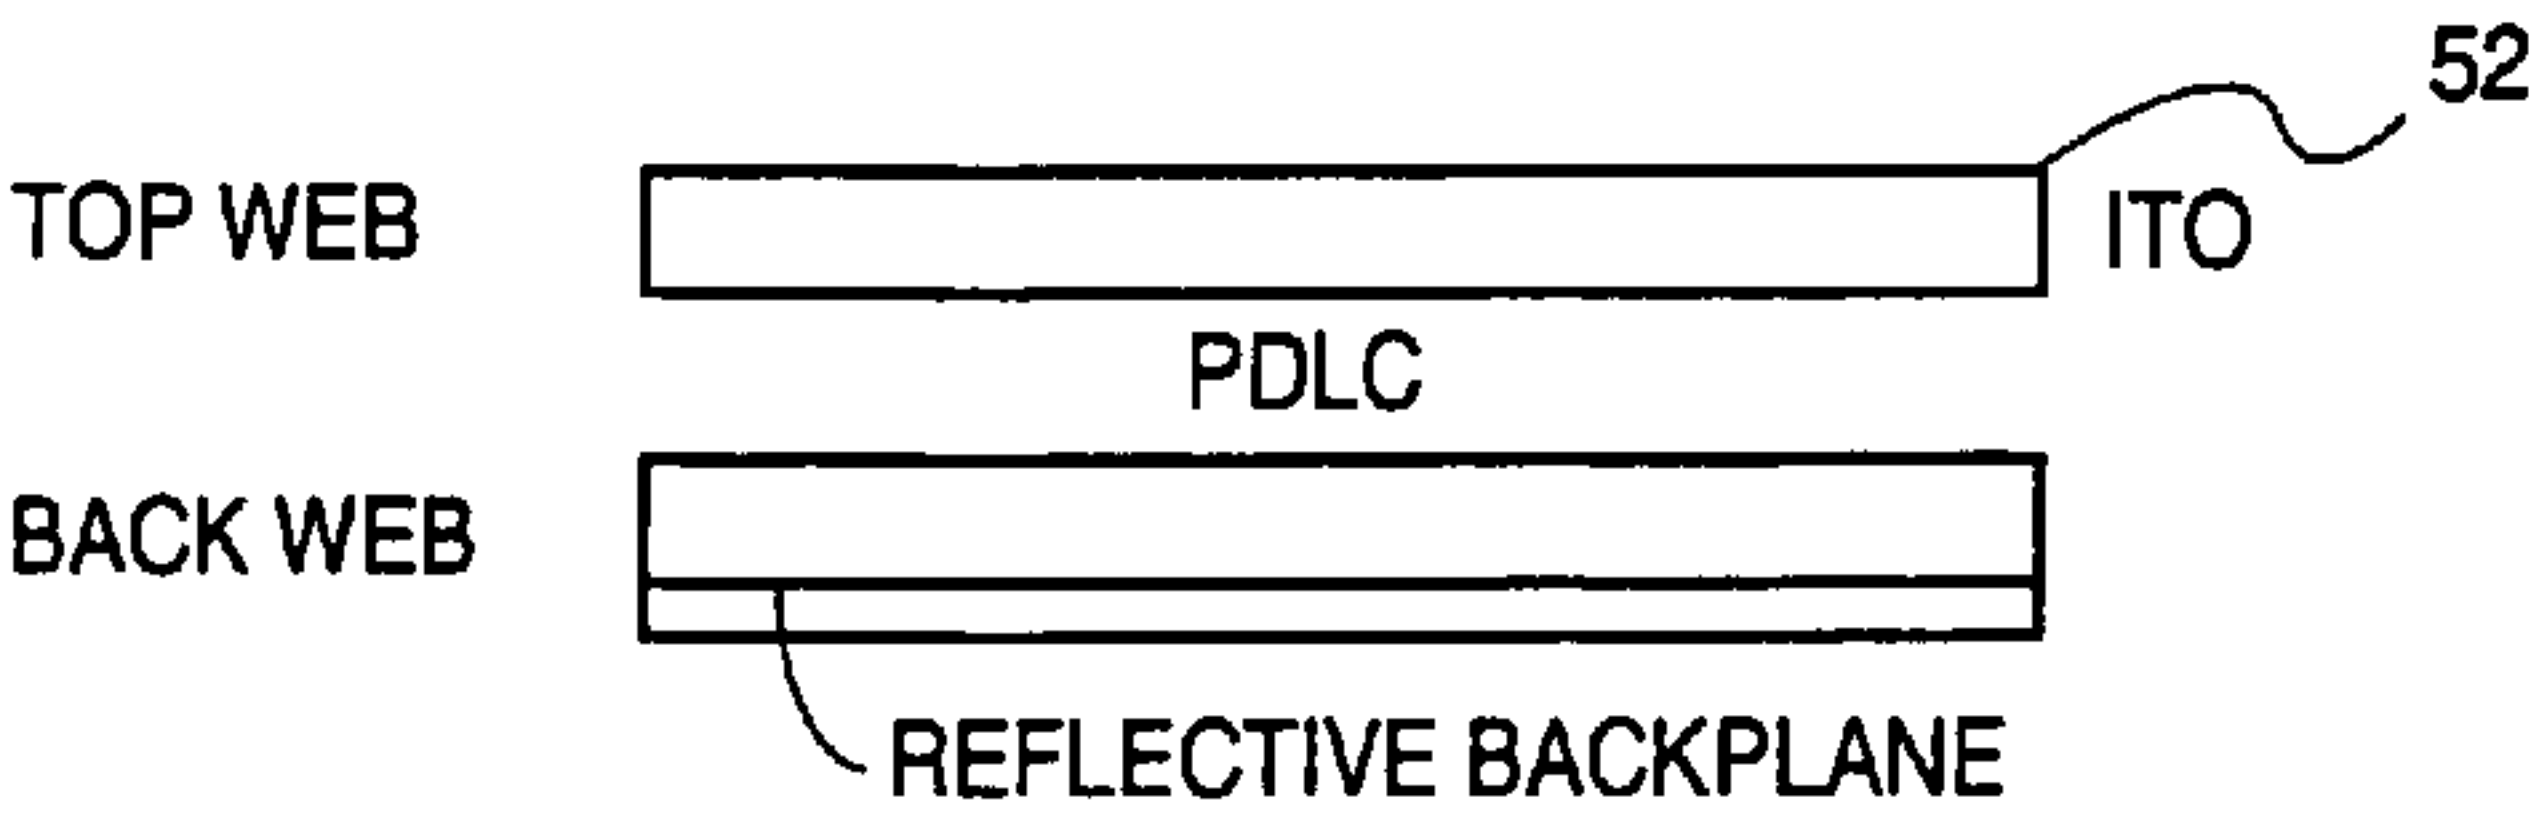 52
TOP WEB
ITO
PDLC
BACK WEB
REFLECTIVE BACKPLANE